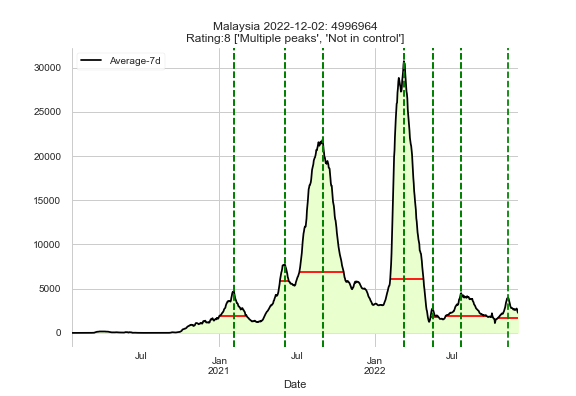 Malaysia 2022-12-02: 4996964
Rating:8 ['Multiple peaks', 'Not in control']
Average-7d
30000
25000
20000
15000
10000
5000
0
Jul
Jan
2021
Jul
Jan
2022
Jul
Date